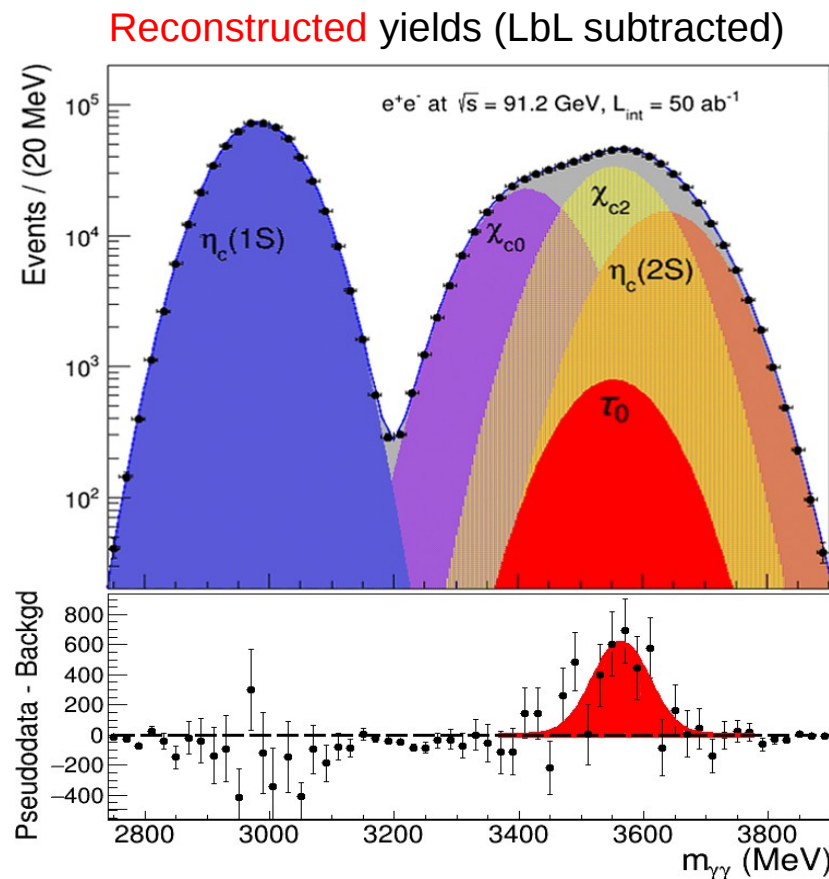 Reconstructed yields (LbL subtracted)
Events / (20 MeV)
e⁺e⁻ at √s = 91.2 GeV, L_int = 50 ab⁻¹
10⁵
10⁴
10³
10²
η_c(1S)
χ_c0
χ_c2
η_c(2S)
τ₀
Pseudodata - Backgd
800
600
400
200
0
−200
−400
2800 3000 3200 3400 3600 3800
m_γγ (MeV)